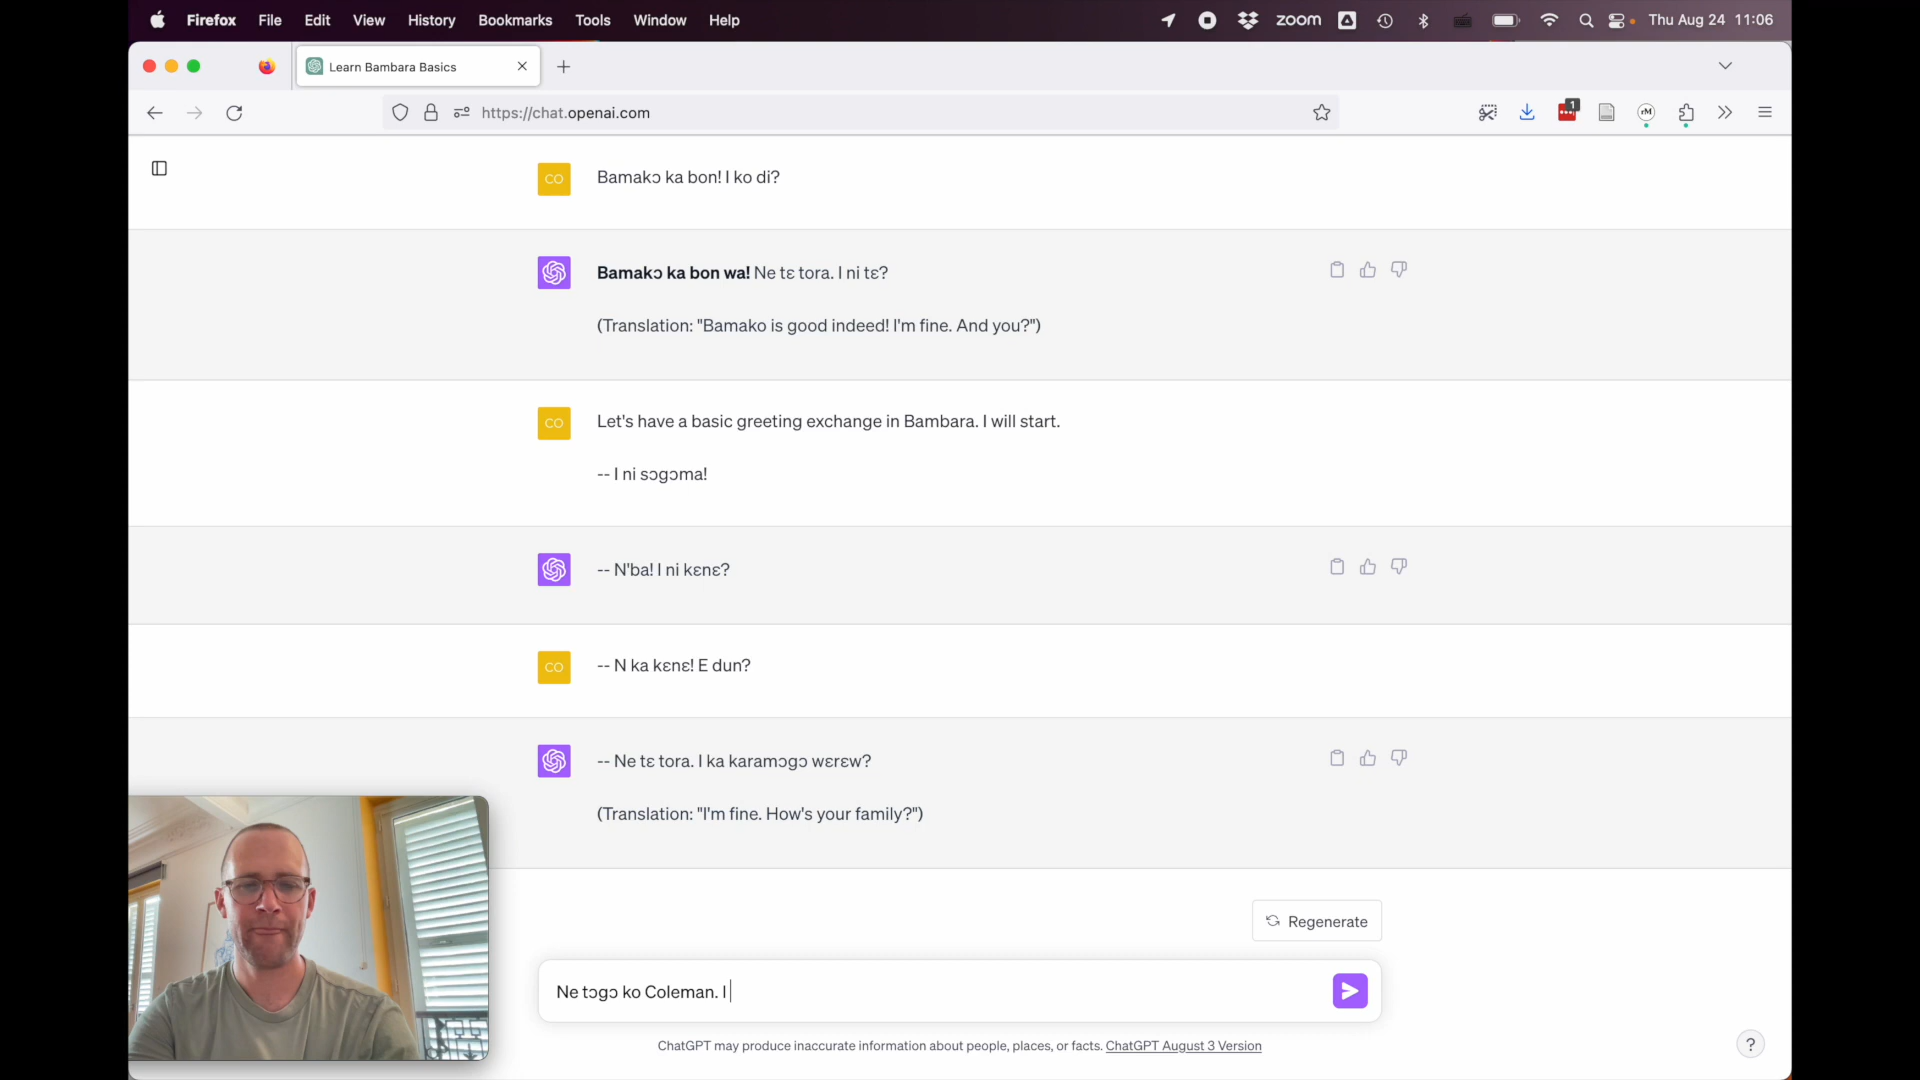 Firefox File Edit View History Bookmarks Tools Window Help zoom Thu Aug 24 11:06
Learn Bambara Basics
https://chat.openai.com
1
rM
CO Bamakɔ ka bon! I ko di?
Bamakɔ ka bon wa! Ne tɛ tora. I ni tɛ?
(Translation: "Bamako is good indeed! I'm fine. And you?")
CO Let's have a basic greeting exchange in Bambara. I will start.
-- I ni sɔgɔma!
-- N'ba! I ni kɛnɛ?
CO -- N ka kɛnɛ! E dun?
-- Ne tɛ tora. I ka karamɔgɔ wɛrɛw?
(Translation: "I'm fine. How's your family?")
Regenerate
Ne tɔgɔ ko Coleman. I
ChatGPT may produce inaccurate information about people, places, or facts. ChatGPT August 3 Version
?